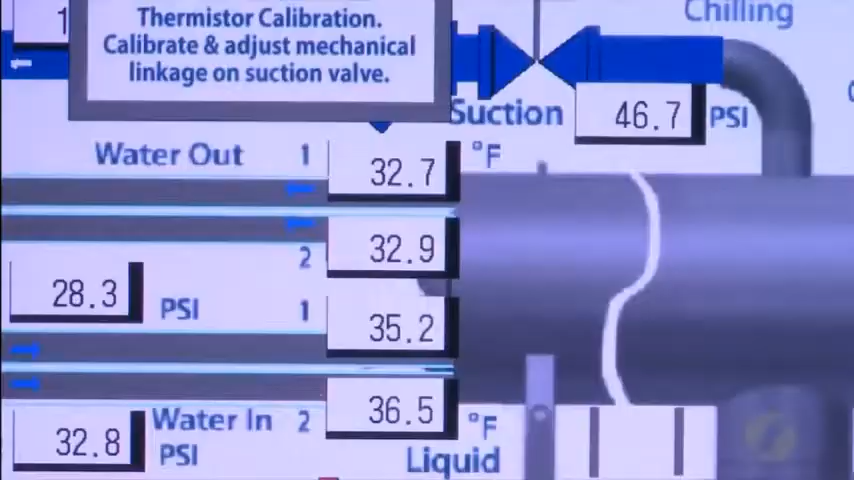 Chilling
1
Thermistor Calibration.
Calibrate & adjust mechanical
linkage on suction valve.
Suction 46.7 PSI
Water Out 1 32.7 °F
2 32.9
28.3 PSI
1 35.2
Water In 2 36.5 °F
32.8 PSI
Liquid